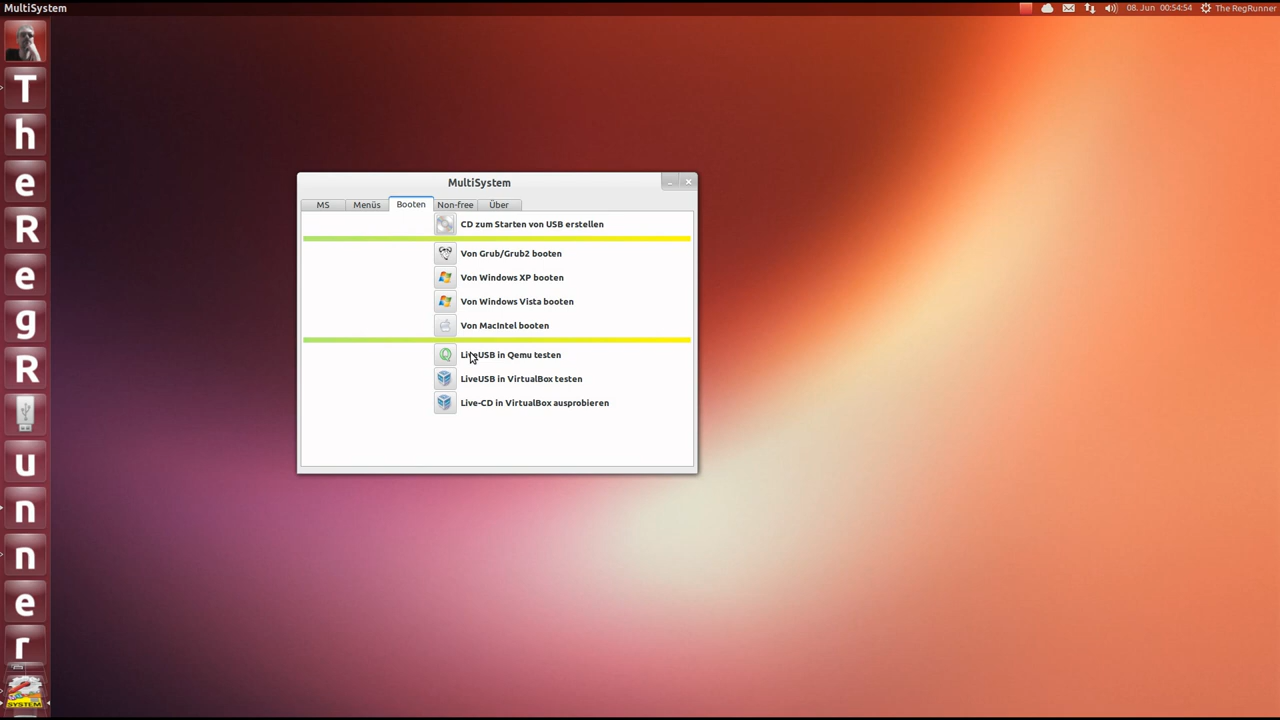 MultiSystem
08. Jun 00:54:54 The RegRunner
T
h
e
R
e
g
R
u
n
n
e
r
SYSTEM
MultiSystem
MS Menüs Booten Non-free Über
CD zum Starten von USB erstellen
Von Grub/Grub2 booten
Von Windows XP booten
Von Windows Vista booten
Von MacIntel booten
LiveUSB in Qemu testen
LiveUSB in VirtualBox testen
Live-CD in VirtualBox ausprobieren